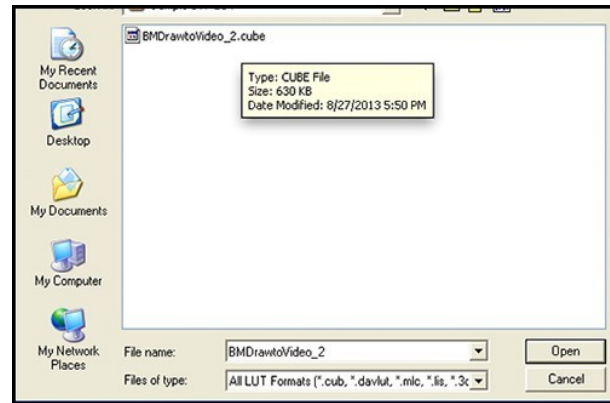 BMDrawtoVideo_2.cube
Type: CUBE File
Size: 630 KB
Date Modified: 8/27/2013 5:50 PM
My Recent
Documents
Desktop
My Documents
My Computer
My Network
Places
File name:
BMDrawtoVideo_2
Open
Files of type:
All LUT Formats (*.cub, *.davlut, *.mlc, *.lis, *.3c
Cancel